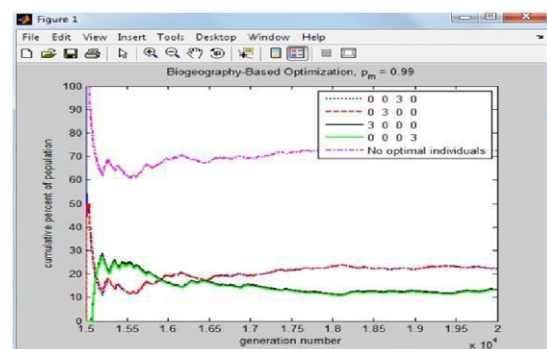 Figure 1
File Edit View Insert Tools Desktop Window Help
Biogeography-Based Optimization, pm = 0.99
100
90
80
70
60
50
40
30
20
10
0
cumulative percent of population
0 0 3 0
0 3 0 0
3 0 0 0
0 0 0 3
No optimal individuals
1.5 1.55 1.6 1.65 1.7 1.75 1.8 1.85 1.9 1.95 2
x 10^4
generation number